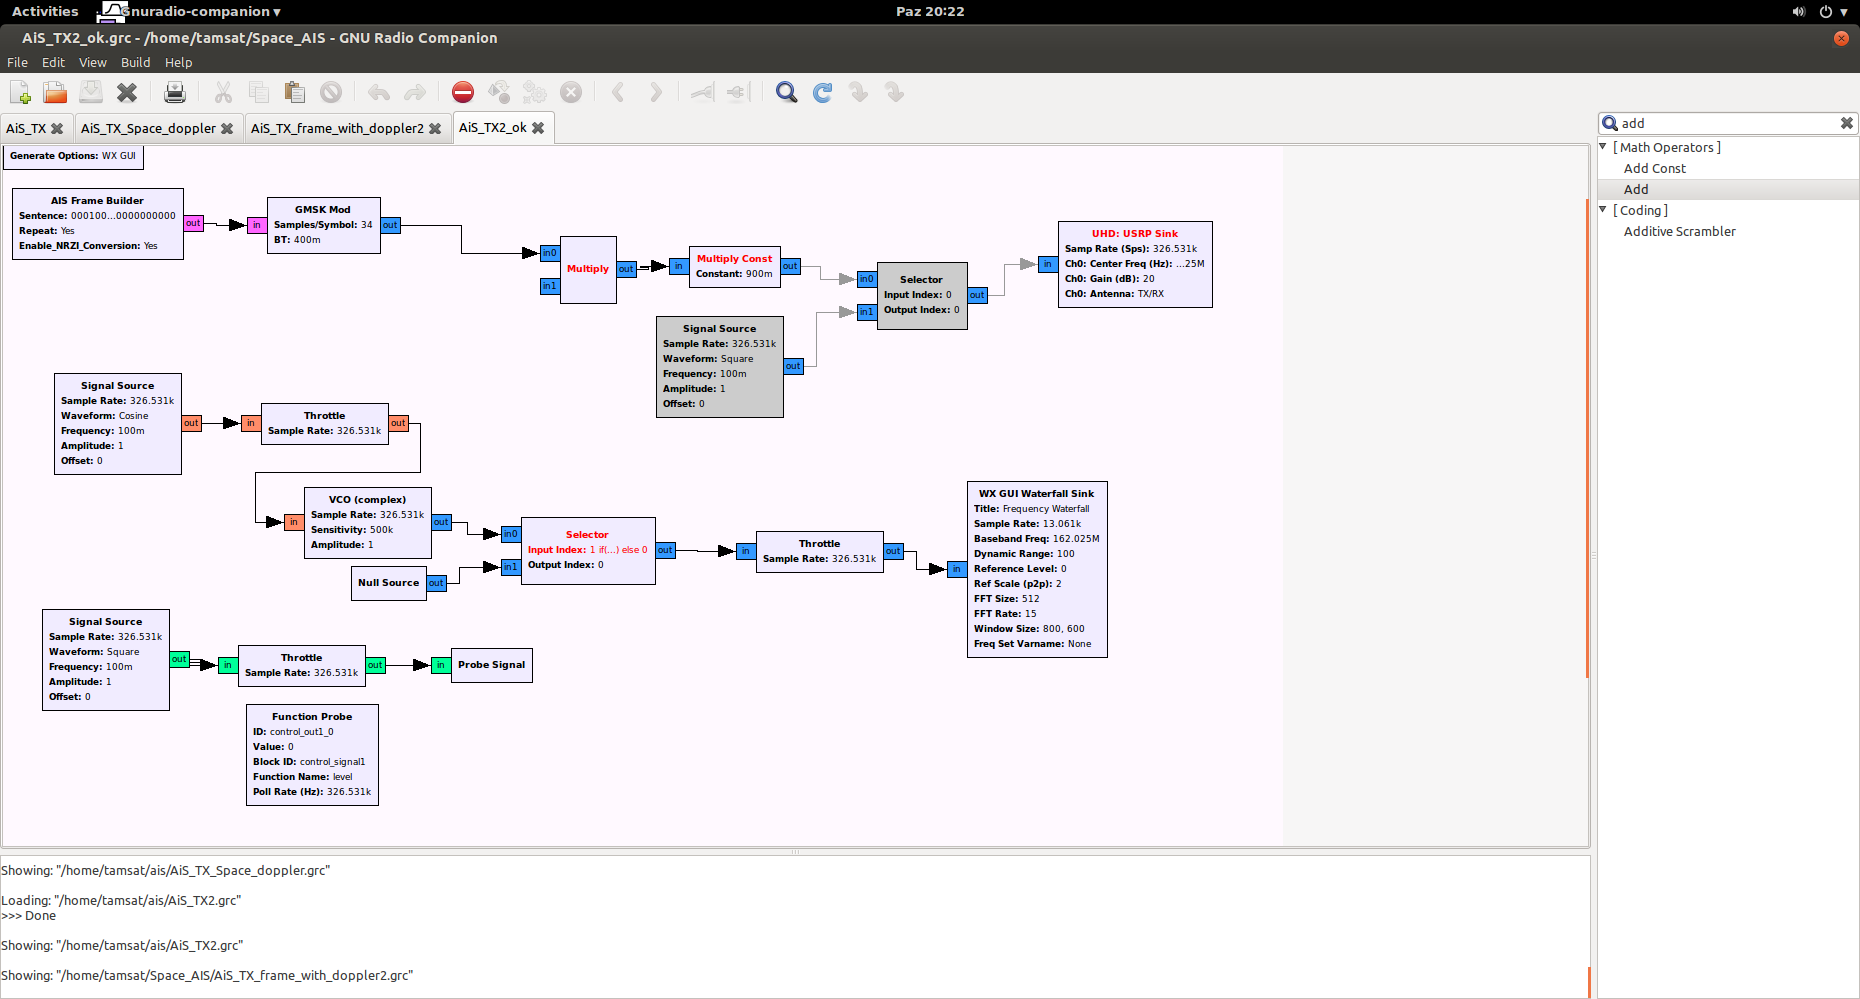 Activities
Gnuradio-companion ▾
Paz 20:22
AiS_TX2_ok.grc - /home/tamsat/Space_AIS - GNU Radio Companion
File Edit View Build Help
AiS_TX
AiS_TX_Space_doppler
AiS_TX_frame_with_doppler2
AiS_TX2_ok
add
[ Math Operators ]
Add Const
Add
[ Coding ]
Additive Scrambler
Generate Options: WX GUI
AIS Frame Builder
Sentence: 000100...0000000000
Repeat: Yes
Enable_NRZI_Conversion: Yes
out
in
GMSK Mod
Samples/Symbol: 34
BT: 400m
out
in0
in1
Multiply
out
in
Multiply Const
Constant: 900m
out
in0
in1
Selector
Input Index: 0
Output Index: 0
out
in
UHD: USRP Sink
Samp Rate (Sps): 326.531k
Ch0: Center Freq (Hz): ...25M
Ch0: Gain (dB): 20
Ch0: Antenna: TX/RX
Signal Source
Sample Rate: 326.531k
Waveform: Square
Frequency: 100m
Amplitude: 1
Offset: 0
out
Signal Source
Sample Rate: 326.531k
Waveform: Cosine
Frequency: 100m
Amplitude: 1
Offset: 0
out
in
Throttle
Sample Rate: 326.531k
out
in
VCO (complex)
Sample Rate: 326.531k
Sensitivity: 500k
Amplitude: 1
out
Null Source
out
in0
in1
Selector
Input Index: 1 if(...) else 0
Output Index: 0
out
in
Throttle
Sample Rate: 326.531k
out
in
WX GUI Waterfall Sink
Title: Frequency Waterfall
Sample Rate: 13.061k
Baseband Freq: 162.025M
Dynamic Range: 100
Reference Level: 0
Ref Scale (p2p): 2
FFT Size: 512
FFT Rate: 15
Window Size: 800, 600
Freq Set Varname: None
Signal Source
Sample Rate: 326.531k
Waveform: Square
Frequency: 100m
Amplitude: 1
Offset: 0
out
in
Throttle
Sample Rate: 326.531k
out
in
Probe Signal
Function Probe
ID: control_out1_0
Value: 0
Block ID: control_signal1
Function Name: level
Poll Rate (Hz): 326.531k
Showing: "/home/tamsat/ais/AiS_TX_Space_doppler.grc"
Loading: "/home/tamsat/ais/AiS_TX2.grc"
>>> Done
Showing: "/home/tamsat/ais/AiS_TX2.grc"
Showing: "/home/tamsat/Space_AIS/AiS_TX_frame_with_doppler2.grc"